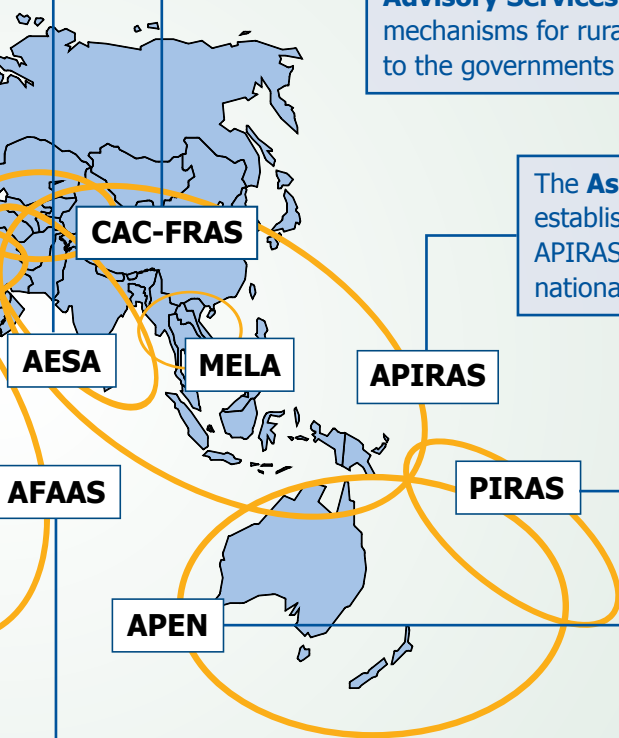 Advisory Services
mechanisms for rura
to the governments
The As
establis
APIRAS
nationa
CAC-FRAS
AESA
MELA
APIRAS
AFAAS
PIRAS
APEN